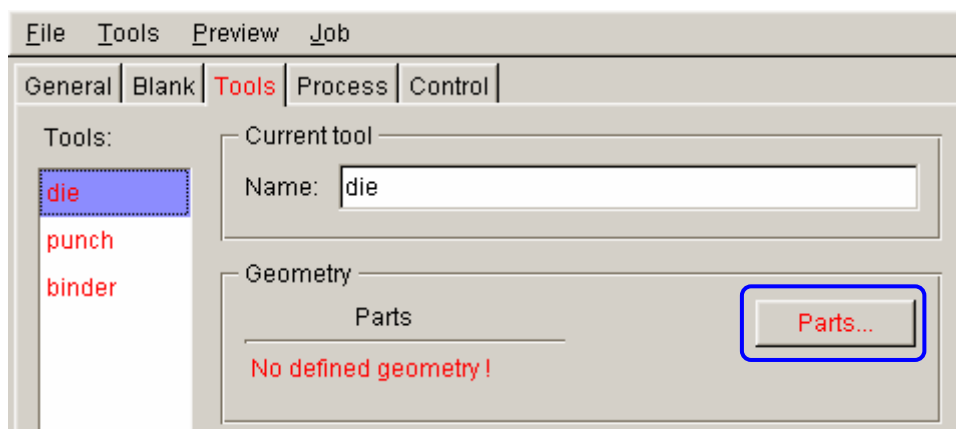 File Tools Preview Job
General Blank Tools Process Control
Tools:
die
punch
binder
Current tool
Name: die
Geometry
Parts
Parts...
No defined geometry !